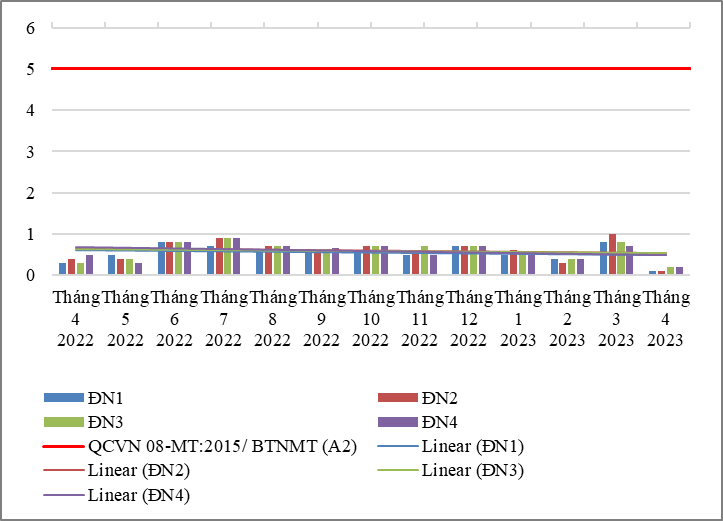 6
5
4
3
2
1
0
Tháng Tháng Tháng Tháng Tháng Tháng Tháng Tháng Tháng Tháng Tháng Tháng Tháng
4 5 6 7 8 9 10 11 12 1 2 3 4
2022 2022 2022 2022 2022 2022 2022 2022 2022 2023 2023 2023 2023
ĐN1 ĐN2
ĐN3 ĐN4
QCVN 08-MT:2015/ BTNMT (A2) Linear (ĐN1)
Linear (ĐN2) Linear (ĐN3)
Linear (ĐN4)